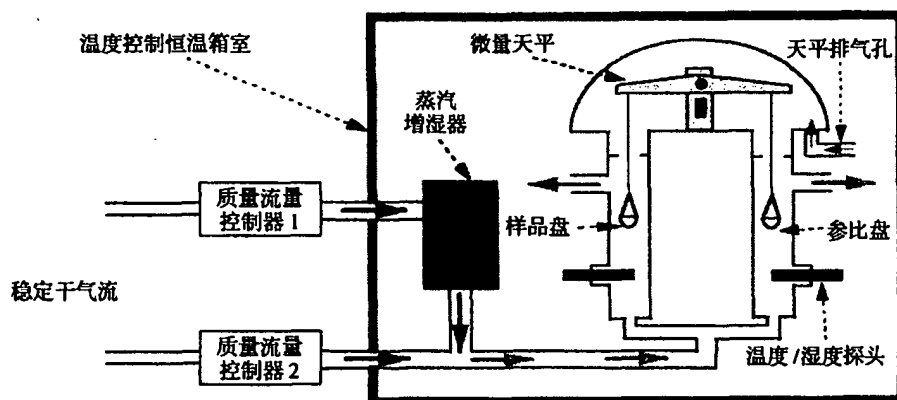 温度控制恒温箱室
微量天平
天平排气孔
蒸汽
增湿器
质量流量
控制器1
样品盘
参比盘
稳定干气流
质量流量
控制器2
温度/湿度探头